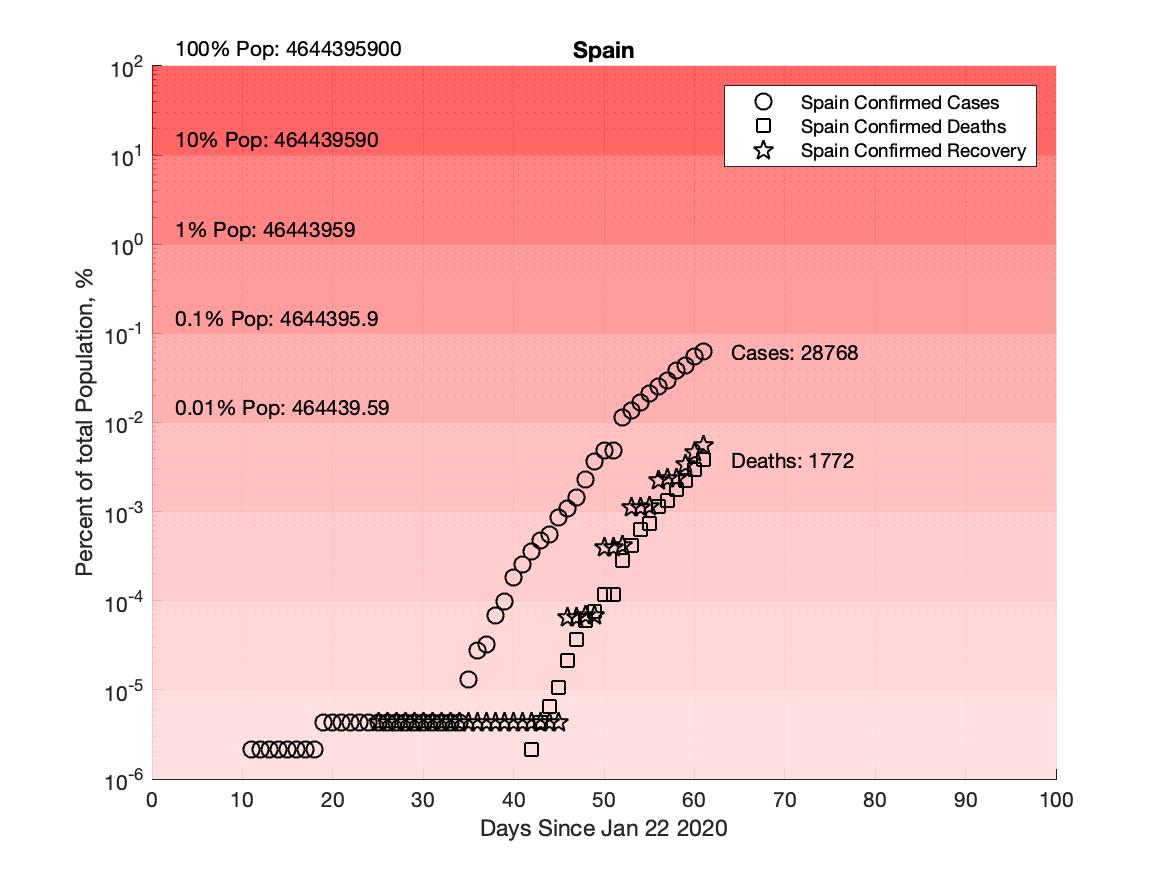 Spain
100% Pop: 4644395900
10% Pop: 464439590
1% Pop: 46443959
0.1% Pop: 4644395.9
0.01% Pop: 464439.59
Spain Confirmed Cases
Spain Confirmed Deaths
Spain Confirmed Recovery
Cases: 28768
Deaths: 1772
Percent of total Population, %
10^2
10^1
10^0
10^-1
10^-2
10^-3
10^-4
10^-5
10^-6
0 10 20 30 40 50 60 70 80 90 100
Days Since Jan 22 2020